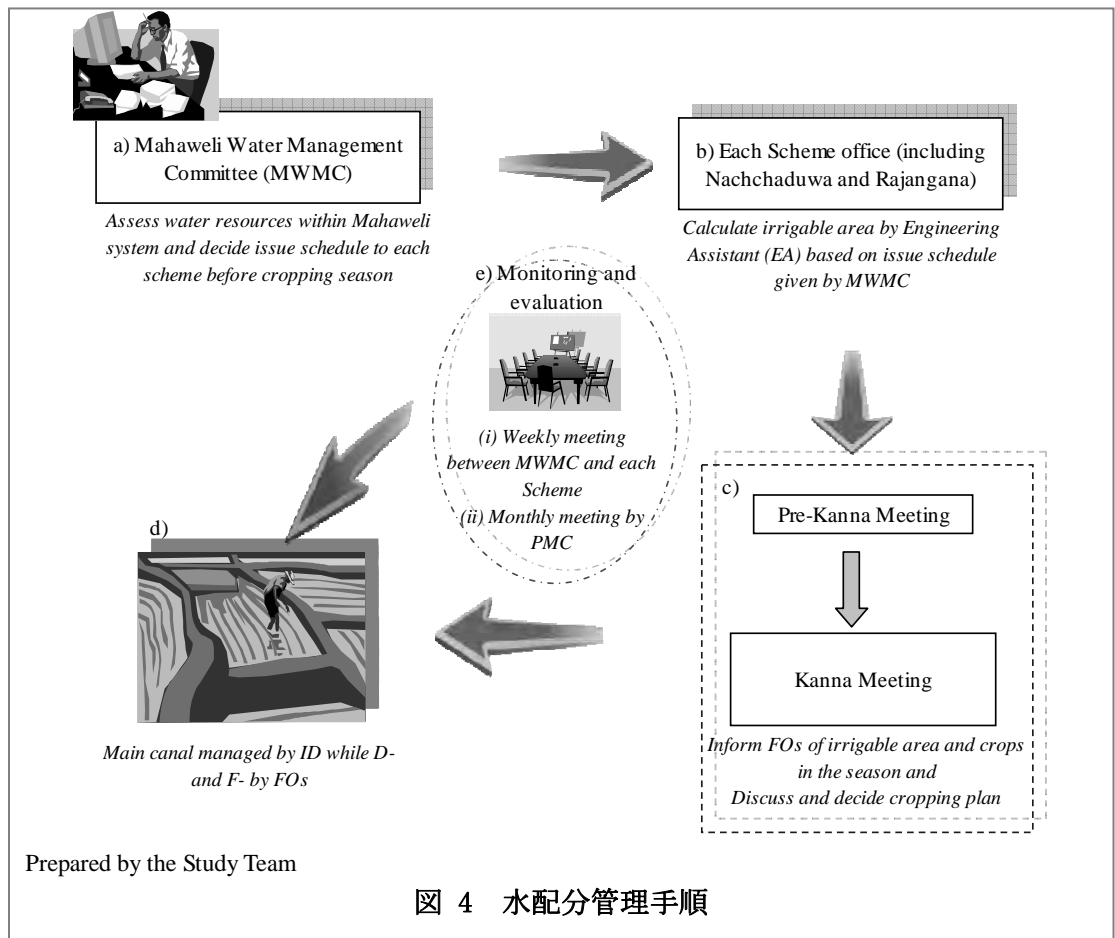 a) Mahaweli Water Management
Committee (MWMC)
Assess water resources within Mahaweli
system and decide issue schedule to each
scheme before cropping season
b) Each Scheme office (including
Nachchaduwa and Rajangana)
Calculate irrigable area by Engineering
Assistant (EA) based on issue schedule
given by MWMC
c)
Pre-Kanna Meeting
Kanna Meeting
Inform FOs of irrigable area and crops
in the season and
Discuss and decide cropping plan
d)
Main canal managed by ID while D-
and F- by FOs
e) Monitoring and
evaluation
(i) Weekly meeting
between MWMC and each
Scheme
(ii) Monthly meeting by
PMC
Prepared by the Study Team
図 4 水配分管理手順